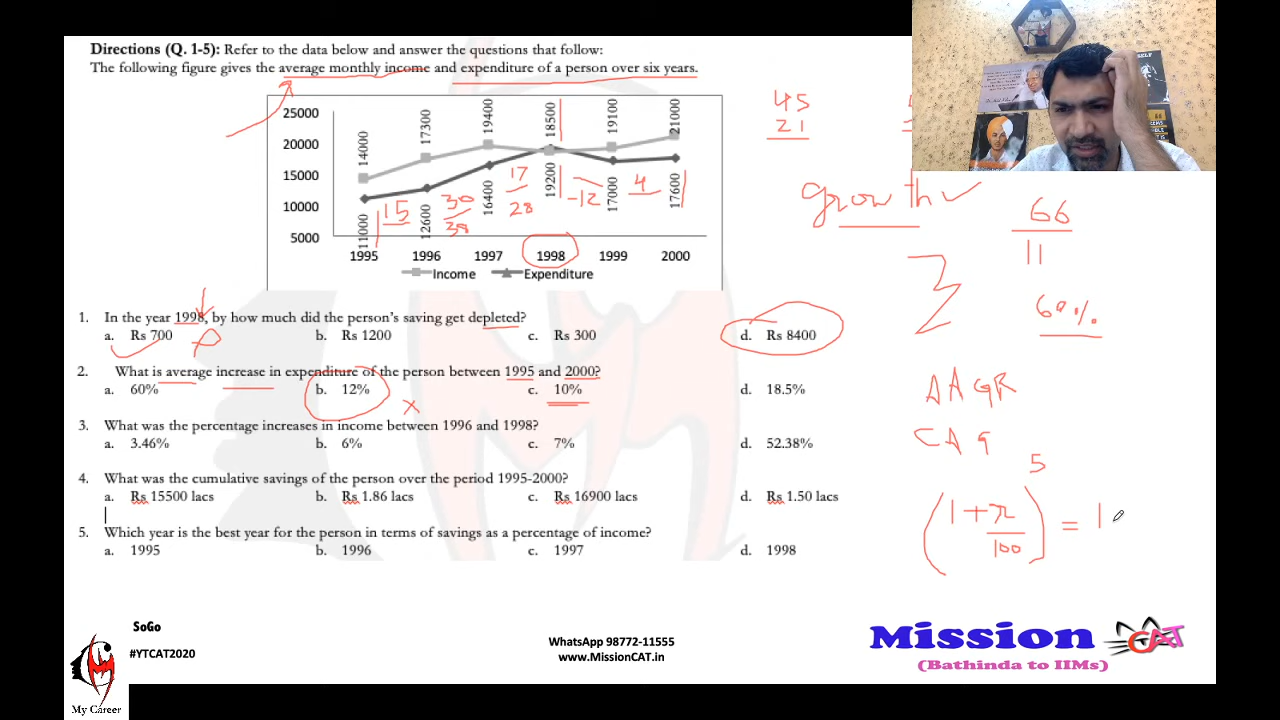 Directions (Q. 1-5): Refer to the data below and answer the questions that follow:
The following figure gives the average monthly income and expenditure of a person over six years.
25000
20000
15000
10000
5000
14000
17300
19400
18500
19100
21000
11000
12600
16400
19200
17000
17600
15
30
38
17
28
-12
4
1995 1996 1997 1998 1999 2000
Income Expenditure
1. In the year 1998, by how much did the person's saving get depleted?
a. Rs 700 b. Rs 1200 c. Rs 300 d. Rs 8400
2. What is average increase in expenditure of the person between 1995 and 2000?
a. 60% b. 12% c. 10% d. 18.5%
3. What was the percentage increases in income between 1996 and 1998?
a. 3.46% b. 6% c. 7% d. 52.38%
4. What was the cumulative savings of the person over the period 1995-2000?
a. Rs 15500 lacs b. Rs 1.86 lacs c. Rs 16900 lacs d. Rs 1.50 lacs
5. Which year is the best year for the person in terms of savings as a percentage of income?
a. 1995 b. 1996 c. 1997 d. 1998
45
21
growth
66
11
60%
AAGR
CAG
5
(1+r/100) = 1
SoGo
#YTCAT2020
My Career
WhatsApp 98772-11555
www.MissionCAT.in
Mission CAT
(Bathinda to IIMs)